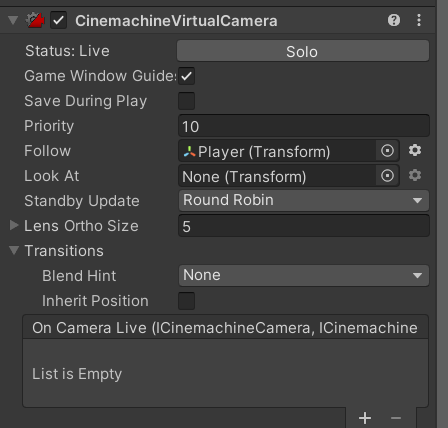 CinemachineVirtualCamera
Status: Live Solo
Game Window Guides
Save During Play
Priority 10
Follow Player (Transform)
Look At None (Transform)
Standby Update Round Robin
Lens Ortho Size 5
Transitions
Blend Hint None
Inherit Position
On Camera Live (ICinemachineCamera, ICinemachine
List is Empty